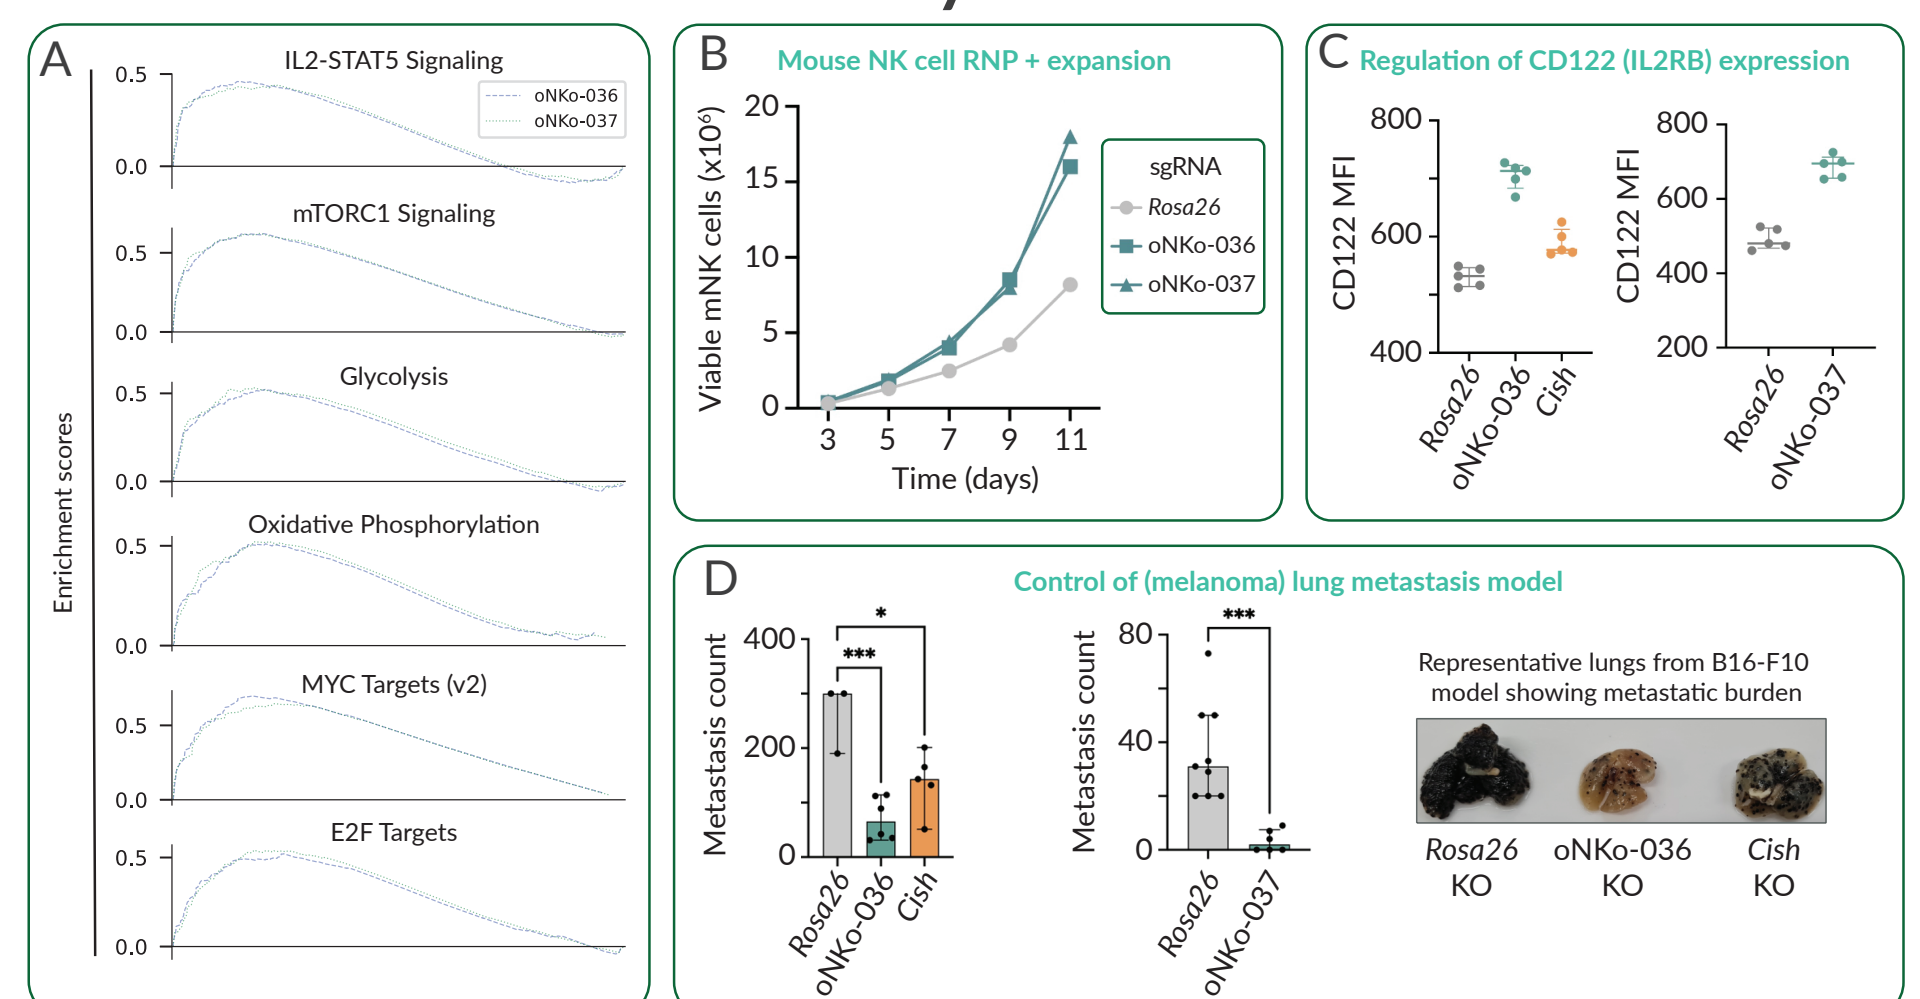 A
IL2-STAT5 Signaling
0.5
0.0
oNKo-036
oNKo-037
mTORC1 Signaling
0.5
0.0
Glycolysis
0.5
0.0
Oxidative Phosphorylation
0.5
0.0
MYC Targets (v2)
0.5
0.0
E2F Targets
0.5
0.0
Enrichment scores
B
Mouse NK cell RNP + expansion
Viable mNK cells (x10⁶)
20
15
10
5
0
3 5 7 9 11
Time (days)
sgRNA
Rosa26
oNKo-036
oNKo-037
C
Regulation of CD122 (IL2RB) expression
CD122 MFI
800
600
400
Rosa26
oNKo-036
Cish
CD122 MFI
800
600
400
200
Rosa26
oNKo-037
D
Control of (melanoma) lung metastasis model
Metastasis count
400
200
0
*
***
Rosa26
oNKo-036
Cish
Metastasis count
80
40
0
***
Rosa26
oNKo-037
Representative lungs from B16-F10
model showing metastatic burden
Rosa26 oNKo-036 Cish
KO KO KO